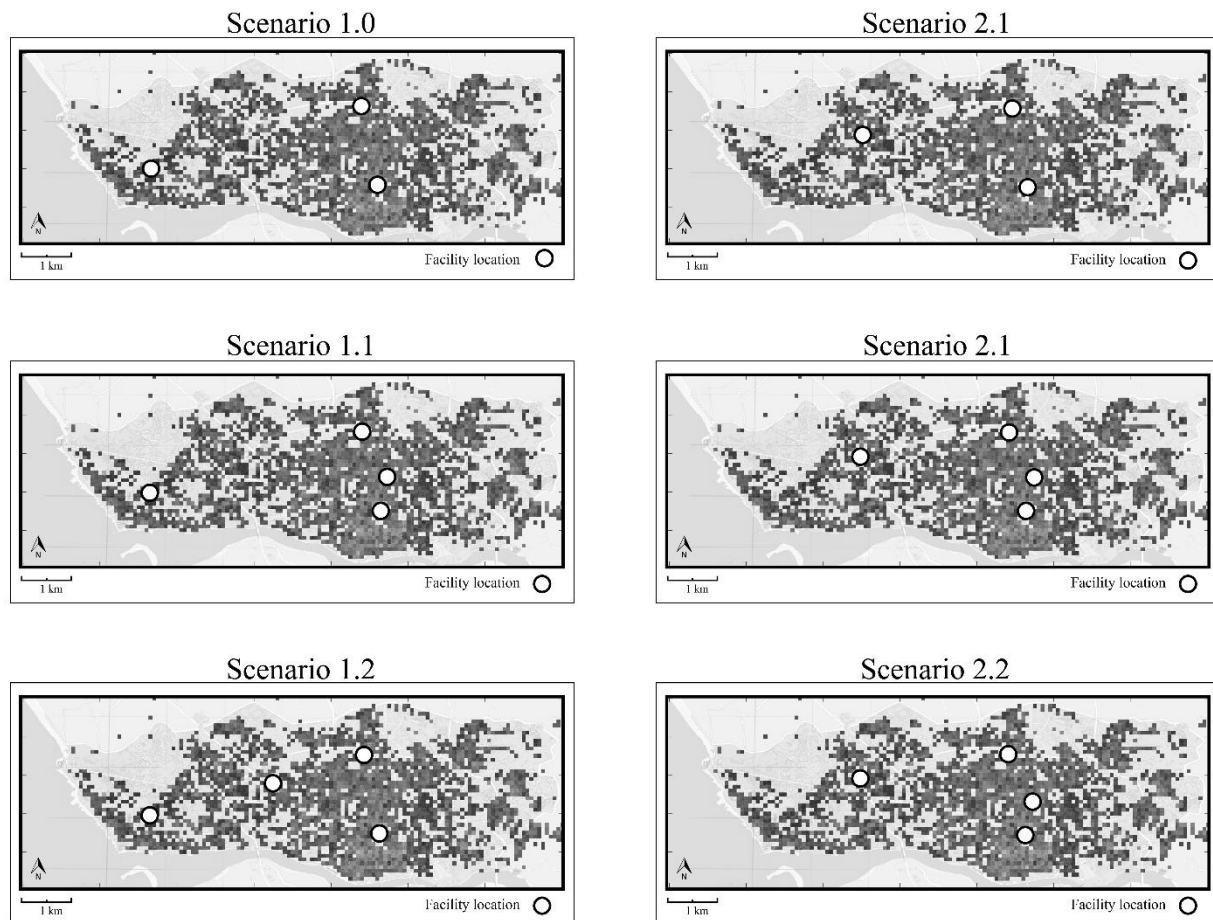 Scenario 1.0
N
1 km
Facility location
Scenario 2.1
N
1 km
Facility location
Scenario 1.1
N
1 km
Facility location
Scenario 2.1
N
1 km
Facility location
Scenario 1.2
N
1 km
Facility location
Scenario 2.2
N
1 km
Facility location